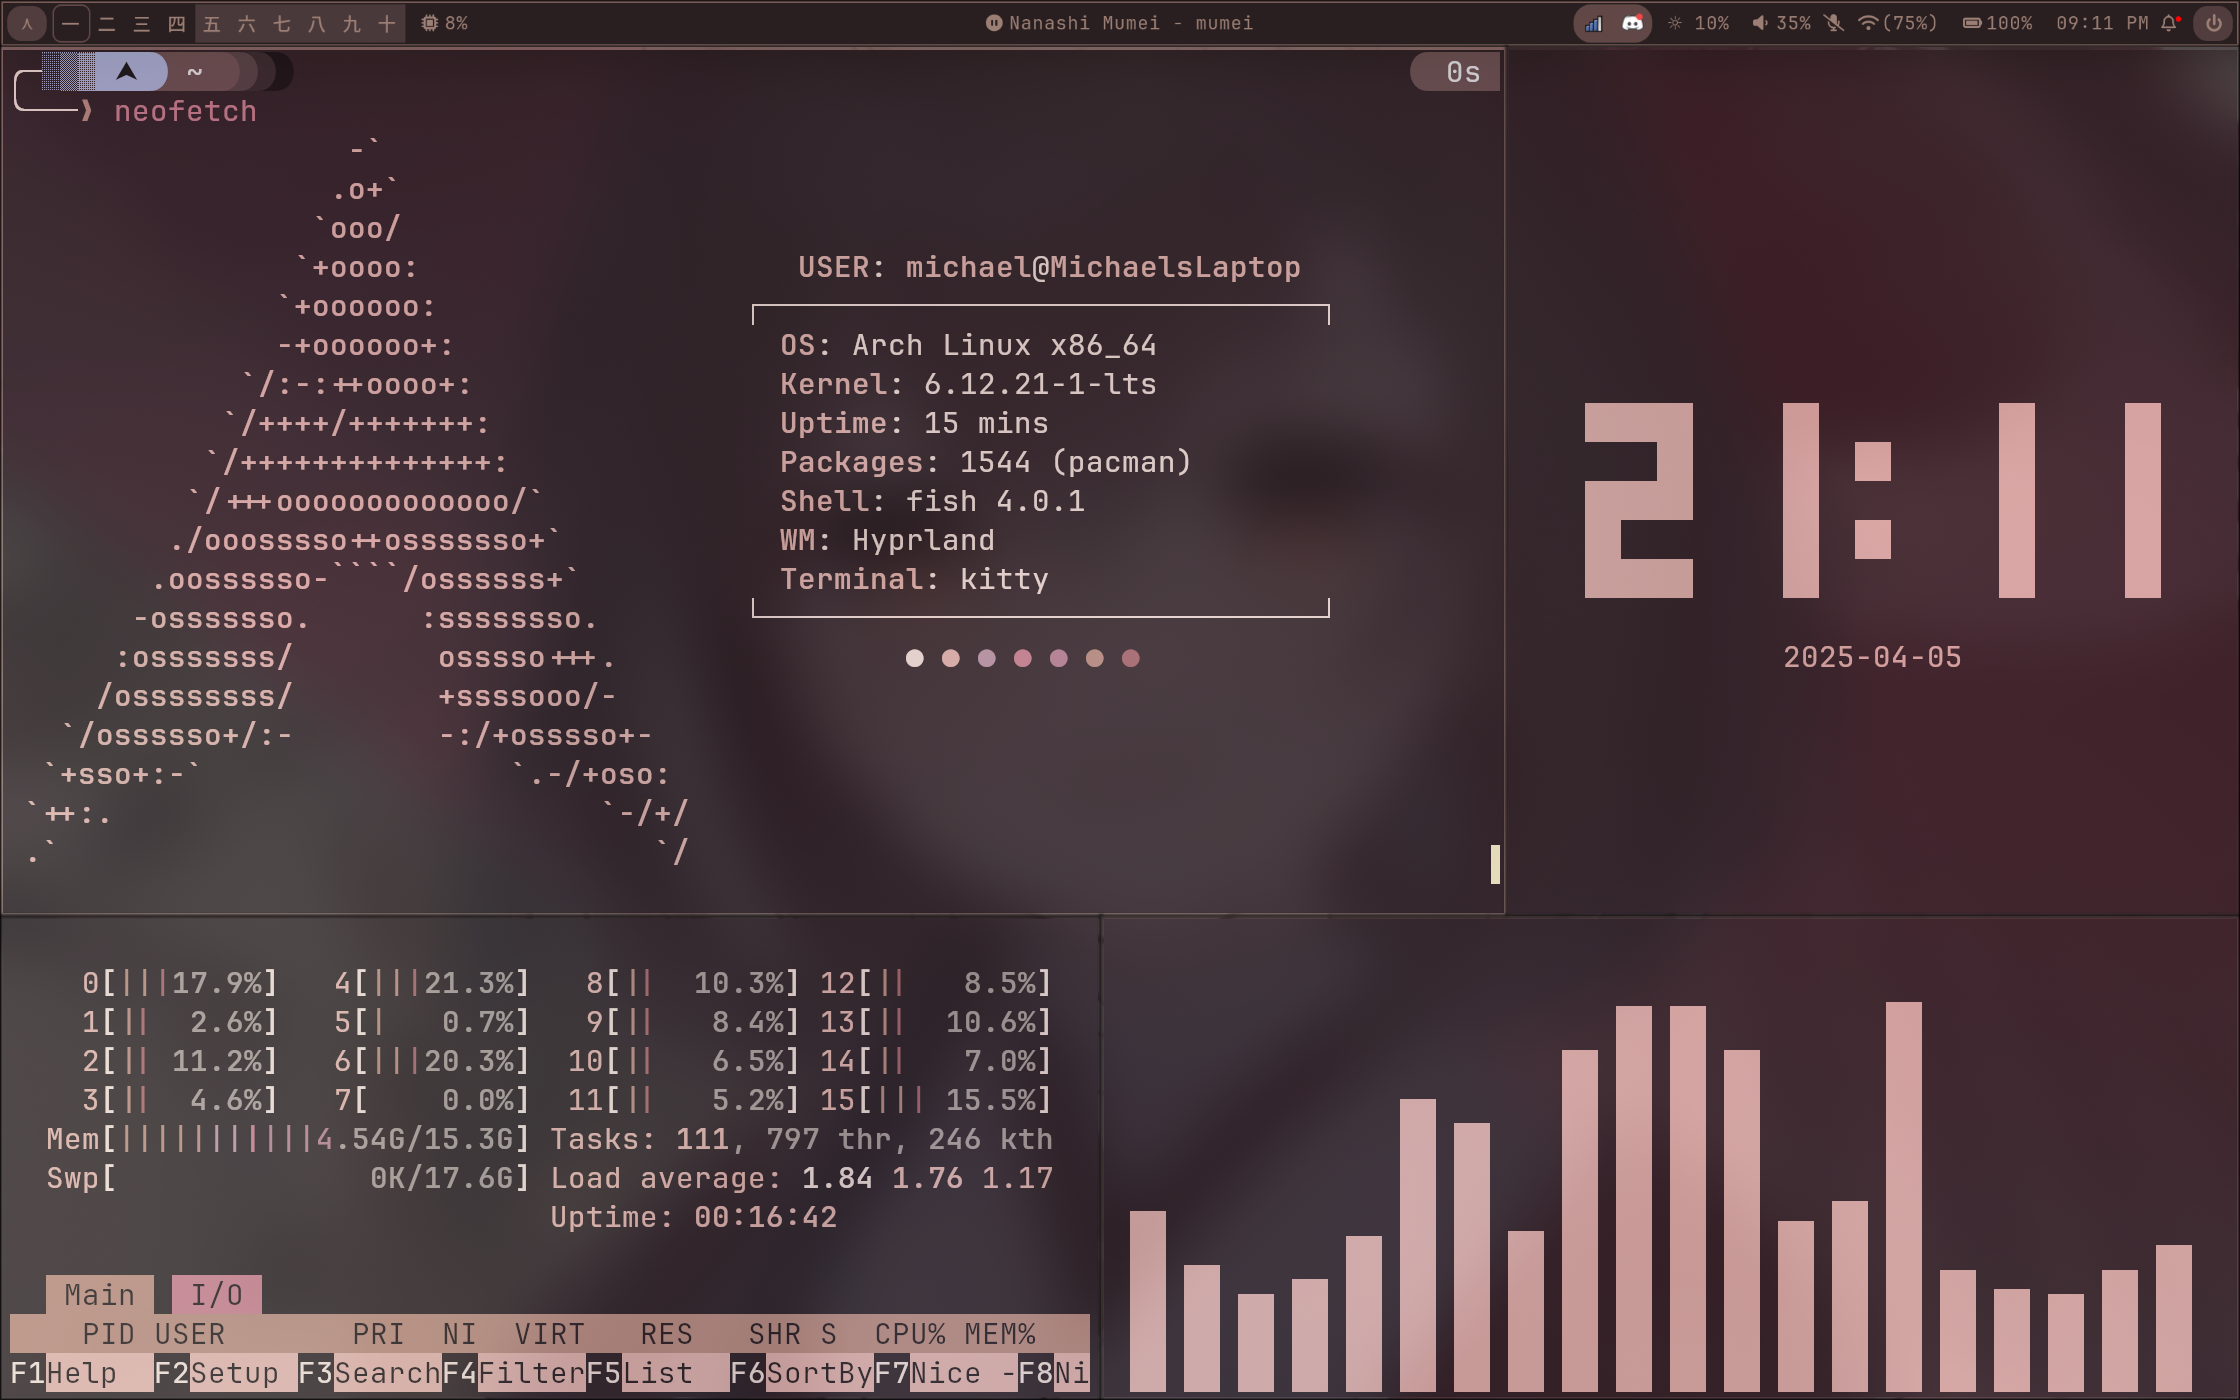 人 一 二 三 四 五 六 七 八 九 十 8% Nanashi Mumei - mumei 10% 35% (75%) 100% 09:11 PM
~ 0s
❱ neofetch
-`
.o+`
`ooo/
`+oooo:
`+oooooo:
-+oooooo+:
`/:-:++oooo+:
`/++++/+++++++:
`/++++++++++++++:
`/+++ooooooooooooo/`
./ooosssso++osssssso+`
.oossssso-````/ossssss+`
-osssssso. :ssssssso.
:osssssss/ osssso+++.
/ossssssss/ +ssssooo/-
`/ossssso+/:- -:/+osssso+-
`+sso+:-` `.-/+oso:
`++:. `-/+/
.` `/
USER: michael@MichaelsLaptop
OS: Arch Linux x86_64
Kernel: 6.12.21-1-lts
Uptime: 15 mins
Packages: 1544 (pacman)
Shell: fish 4.0.1
WM: Hyprland
Terminal: kitty
21:11
2025-04-05
0[|||17.9%] 4[|||21.3%] 8[|| 10.3%] 12[|| 8.5%]
1[|| 2.6%] 5[| 0.7%] 9[|| 8.4%] 13[|| 10.6%]
2[|| 11.2%] 6[|||20.3%] 10[|| 6.5%] 14[|| 7.0%]
3[|| 4.6%] 7[ 0.0%] 11[|| 5.2%] 15[||| 15.5%]
Mem[|||||||||||4.54G/15.3G] Tasks: 111, 797 thr, 246 kth
Swp[ 0K/17.6G] Load average: 1.84 1.76 1.17
Uptime: 00:16:42
Main I/O
PID USER PRI NI VIRT RES SHR S CPU% MEM%
F1Help F2Setup F3SearchF4FilterF5List F6SortByF7Nice -F8Ni